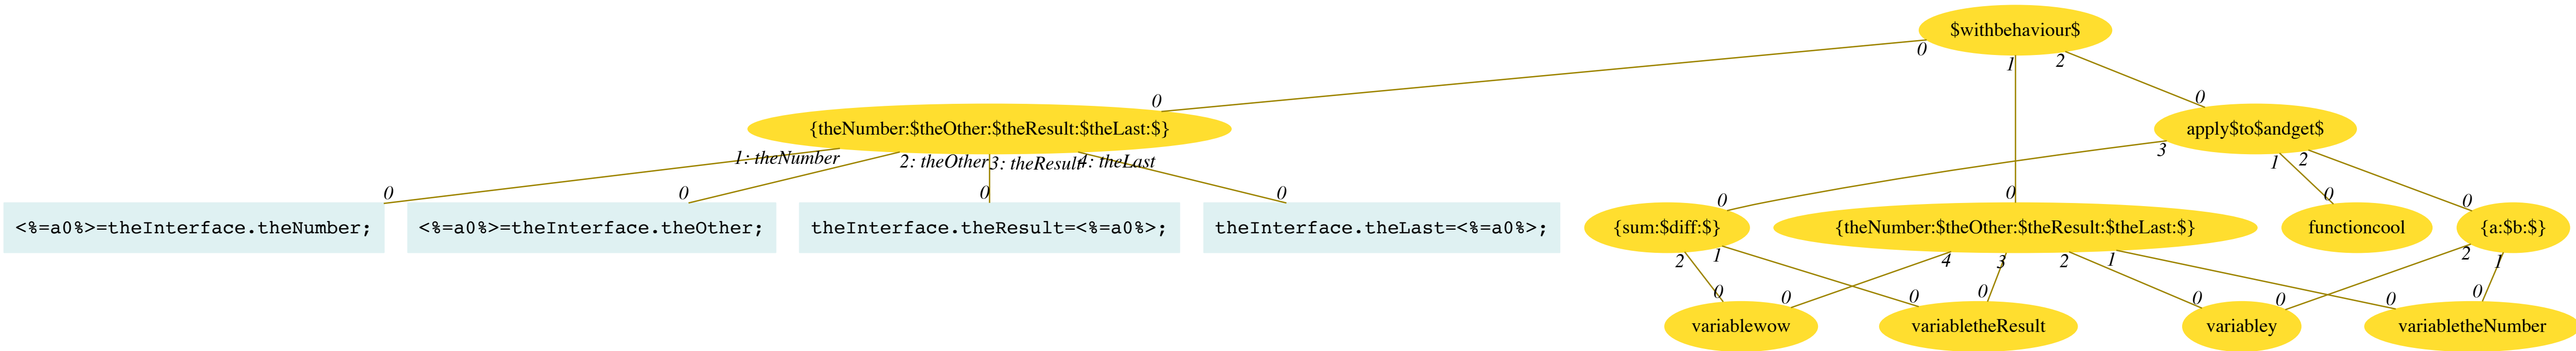 $withbehaviour$
0
1
2
0
0
{theNumber:$theOther:$theResult:$theLast:$}
apply$to$andget$
1: theNumber
2: theOther
3: theResult
4: theLast
3
1
2
0
0
0
0
0
0
0
0
<%=a0%>=theInterface.theNumber;
<%=a0%>=theInterface.theOther;
theInterface.theResult=<%=a0%>;
theInterface.theLast=<%=a0%>;
{sum:$diff:$}
{theNumber:$theOther:$theResult:$theLast:$}
functioncool
{a:$b:$}
2
1
4
3
2
1
2
1
0
0
0
0
0
0
0
0
variablewow
variabletheResult
variabley
variabletheNumber